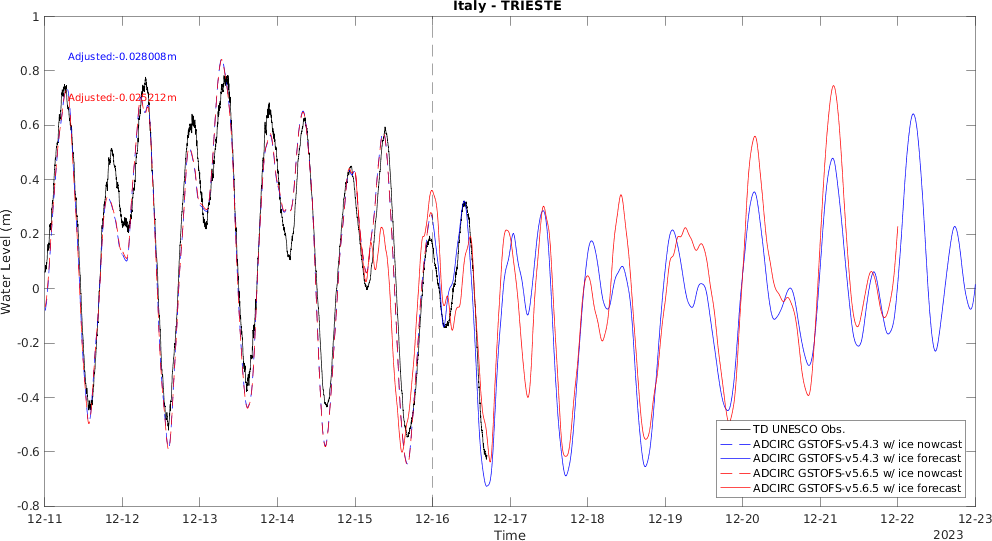 Italy - TRIESTE
Adjusted:-0.028008m
Adjusted:-0.025212m
Water Level (m)
1
0.8
0.6
0.4
0.2
0
-0.2
-0.4
-0.6
-0.8
TD UNESCO Obs.
ADCIRC GSTOFS-v5.4.3 w/ ice nowcast
ADCIRC GSTOFS-v5.4.3 w/ ice forecast
ADCIRC GSTOFS-v5.6.5 w/ ice nowcast
ADCIRC GSTOFS-v5.6.5 w/ ice forecast
12-11 12-12 12-13 12-14 12-15 12-16 12-17 12-18 12-19 12-20 12-21 12-22 12-23
Time
2023